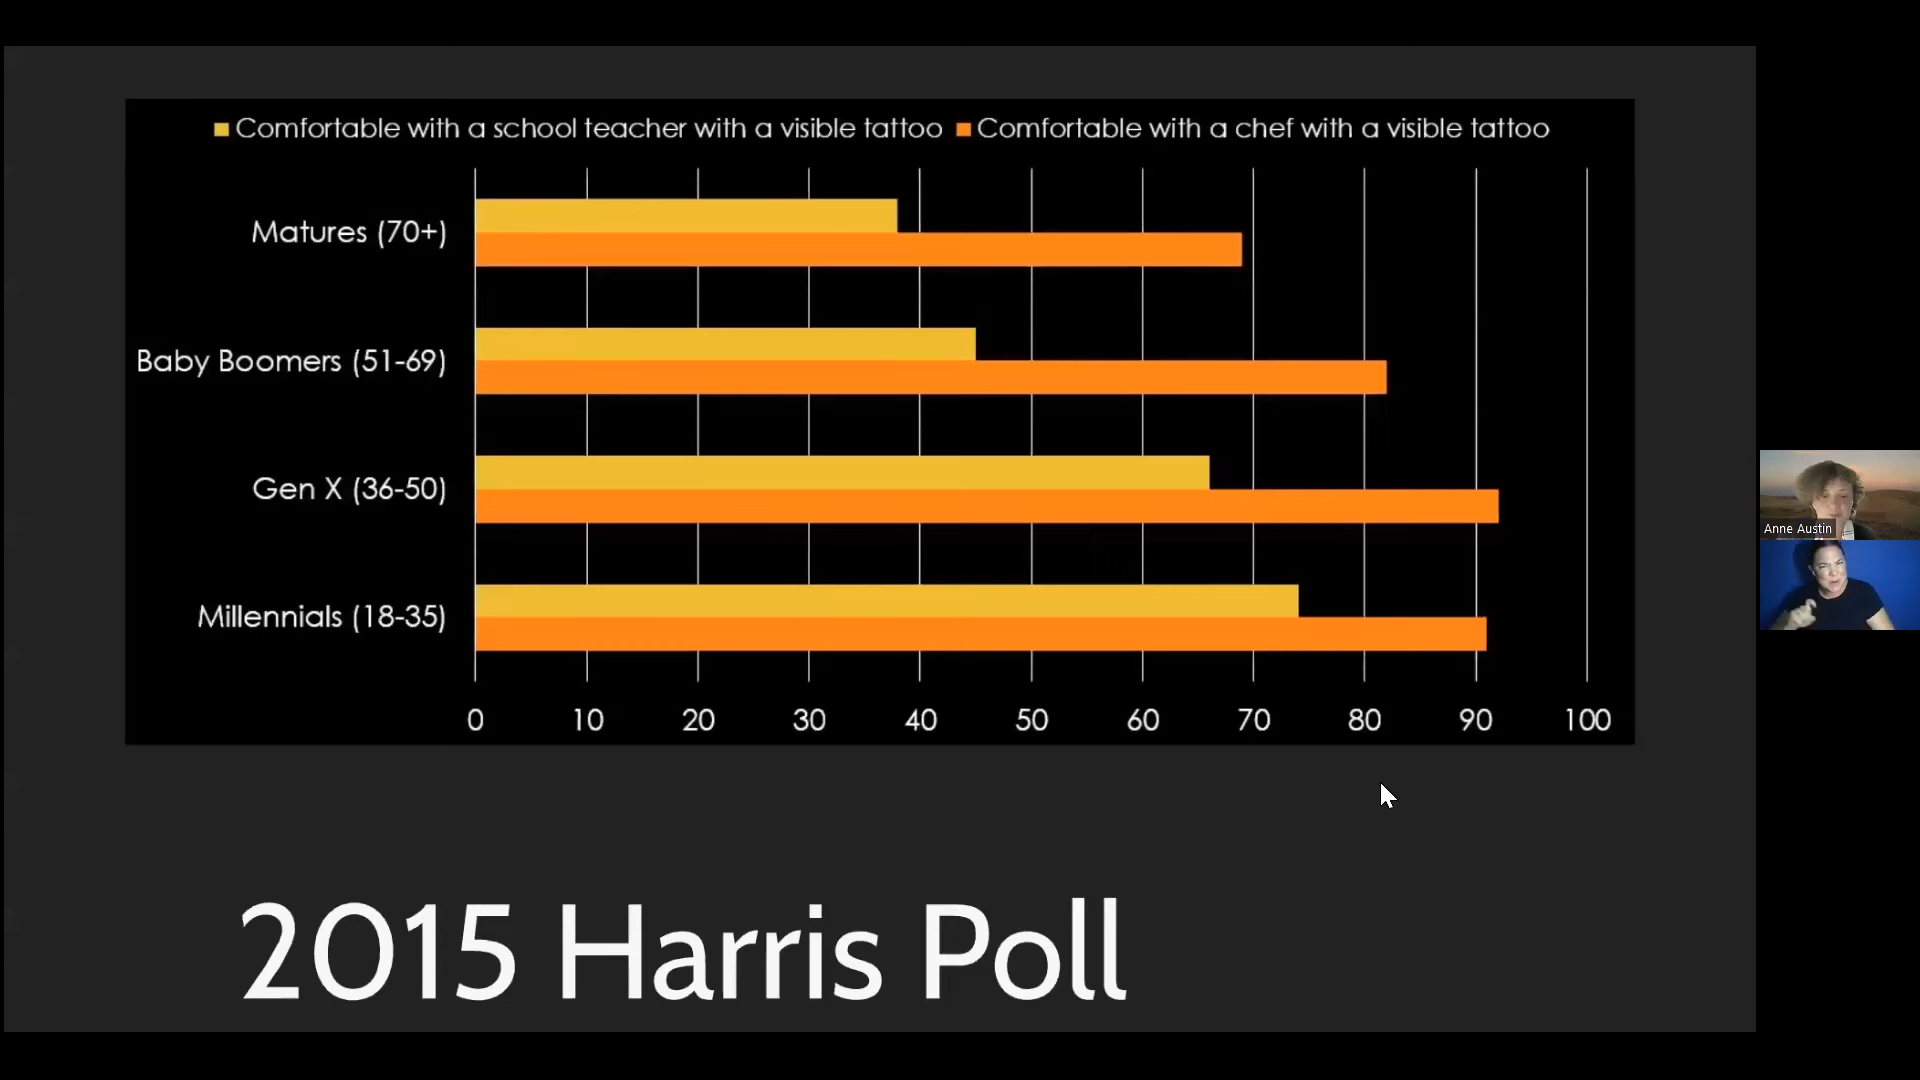 Comfortable with a school teacher with a visible tattoo Comfortable with a chef with a visible tattoo
Matures (70+)
Baby Boomers (51-69)
Gen X (36-50)
Millennials (18-35)
0 10 20 30 40 50 60 70 80 90 100
Anne Austin
2015 Harris Poll